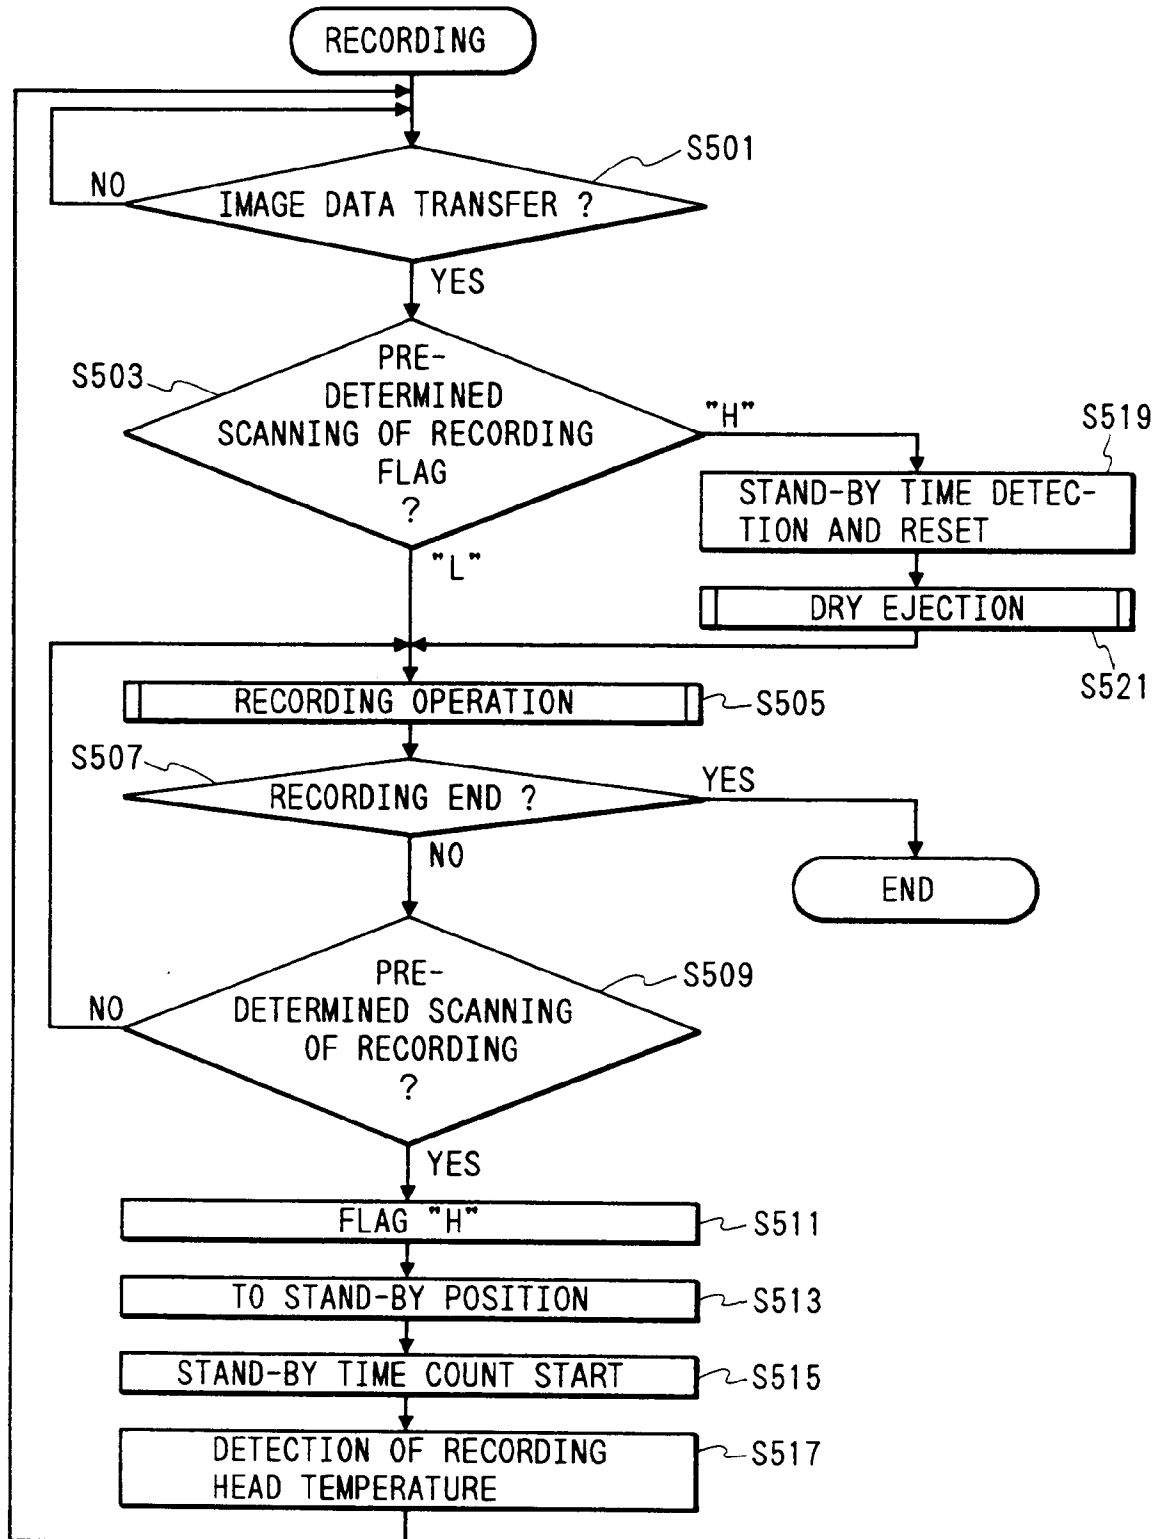 RECORDING
S501
NO
IMAGE DATA TRANSFER ?
YES
S503
PRE-
DETERMINED
SCANNING OF RECORDING
FLAG
?
"H"
"L"
S519
STAND-BY TIME DETEC-
TION AND RESET
DRY EJECTION
S521
RECORDING OPERATION
S505
S507
RECORDING END ?
YES
NO
END
PRE-
DETERMINED SCANNING
OF RECORDING
?
S509
NO
YES
FLAG "H"
S511
TO STAND-BY POSITION
S513
STAND-BY TIME COUNT START
S515
DETECTION OF RECORDING
HEAD TEMPERATURE
S517